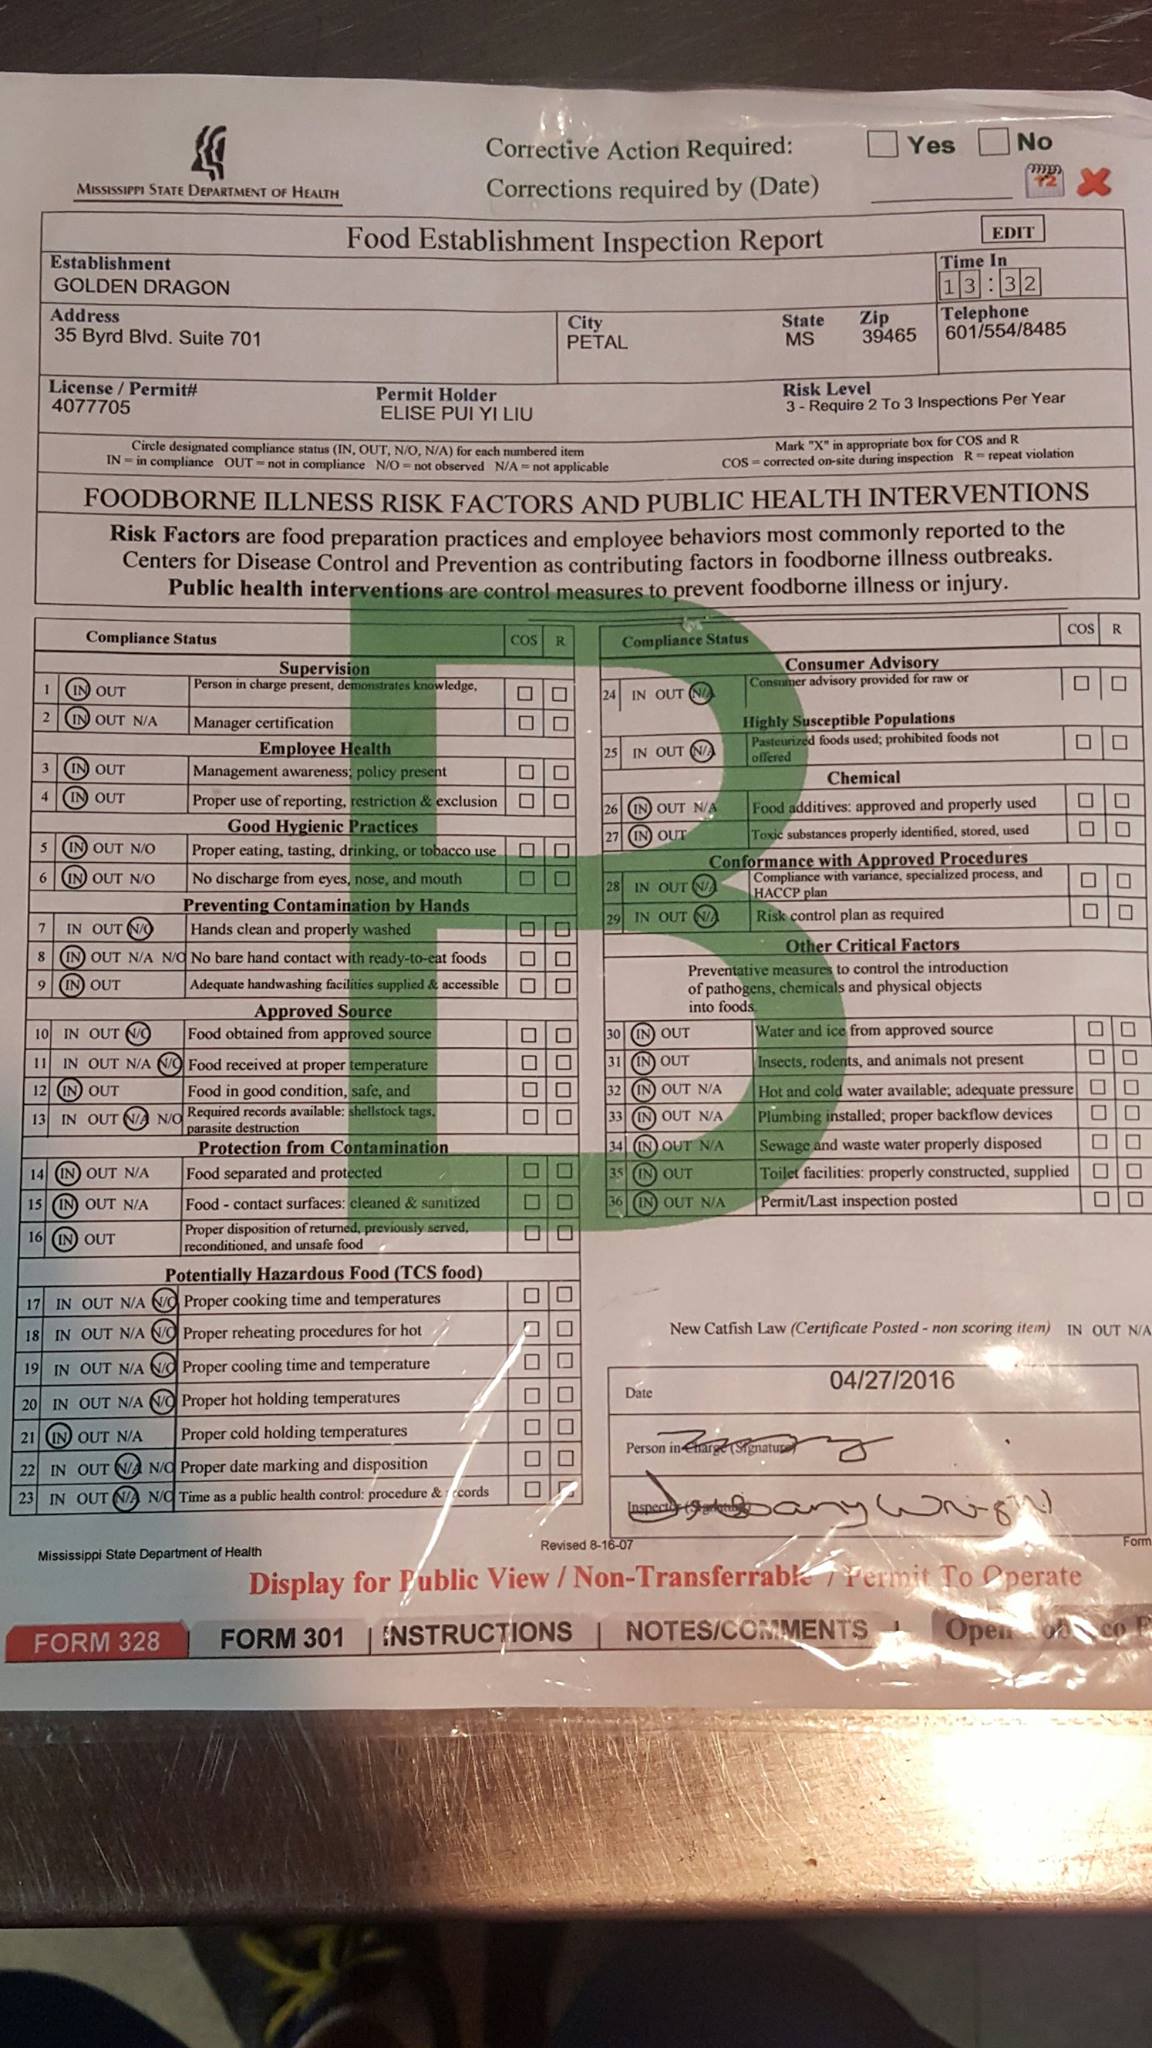 MISSISSIPPI STATE DEPARTMENT OF HEALTH
Corrective Action Required: Yes No
Corrections required by (Date)
12
Food Establishment Inspection Report
EDIT
Establishment
GOLDEN DRAGON
Time In
13:32
Address
35 Byrd Blvd. Suite 701
City
PETAL
State
MS
Zip
39465
Telephone
601/554/8485
License / Permit#
4077705
Permit Holder
ELISE PUI YI LIU
Risk Level
3 - Require 2 To 3 Inspections Per Year
Circle designated compliance status (IN, OUT, N/O, N/A) for each numbered item
IN = in compliance OUT = not in compliance N/O = not observed N/A = not applicable
Mark "X" in appropriate box for COS and R
COS = corrected on-site during inspection R = repeat violation
FOODBORNE ILLNESS RISK FACTORS AND PUBLIC HEALTH INTERVENTIONS
Risk Factors are food preparation practices and employee behaviors most commonly reported to the
Centers for Disease Control and Prevention as contributing factors in foodborne illness outbreaks.
Public health interventions are control measures to prevent foodborne illness or injury.
B
Compliance Status COS R
Supervision
1 IN OUT Person in charge present, demonstrates knowledge,
2 IN OUT N/A Manager certification
Employee Health
3 IN OUT Management awareness; policy present
4 IN OUT Proper use of reporting, restriction & exclusion
Good Hygienic Practices
5 IN OUT N/O Proper eating, tasting, drinking, or tobacco use
6 IN OUT N/O No discharge from eyes, nose, and mouth
Preventing Contamination by Hands
7 IN OUT N/O Hands clean and properly washed
8 IN OUT N/A N/O No bare hand contact with ready-to-eat foods
9 IN OUT Adequate handwashing facilities supplied & accessible
Approved Source
10 IN OUT N/O Food obtained from approved source
11 IN OUT N/A N/O Food received at proper temperature
12 IN OUT Food in good condition, safe, and
13 IN OUT N/A N/O Required records available: shellstock tags,
parasite destruction
Protection from Contamination
14 IN OUT N/A Food separated and protected
15 IN OUT N/A Food - contact surfaces: cleaned & sanitized
16 IN OUT Proper disposition of returned, previously served,
reconditioned, and unsafe food
Potentially Hazardous Food (TCS food)
17 IN OUT N/A N/O Proper cooking time and temperatures
18 IN OUT N/A N/O Proper reheating procedures for hot
19 IN OUT N/A N/O Proper cooling time and temperature
20 IN OUT N/A N/O Proper hot holding temperatures
21 IN OUT N/A Proper cold holding temperatures
22 IN OUT N/A N/O Proper date marking and disposition
23 IN OUT N/A N/O Time as a public health control: procedure & records
Compliance Status COS R
Consumer Advisory
24 IN OUT N/A Consumer advisory provided for raw or
Highly Susceptible Populations
25 IN OUT N/A Pasteurized foods used; prohibited foods not
offered
Chemical
26 IN OUT N/A Food additives: approved and properly used
27 IN OUT Toxic substances properly identified, stored, used
Conformance with Approved Procedures
28 IN OUT N/A Compliance with variance, specialized process, and
HACCP plan
29 IN OUT N/A Risk control plan as required
Other Critical Factors
Preventative measures to control the introduction
of pathogens, chemicals and physical objects
into foods.
30 IN OUT Water and ice from approved source
31 IN OUT Insects, rodents, and animals not present
32 IN OUT N/A Hot and cold water available; adequate pressure
33 IN OUT N/A Plumbing installed; proper backflow devices
34 IN OUT N/A Sewage and waste water properly disposed
35 IN OUT Toilet facilities: properly constructed, supplied
36 IN OUT N/A Permit/Last inspection posted
New Catfish Law (Certificate Posted - non scoring item) IN OUT N/A
Date 04/27/2016
Person in Charge (Signature)
Inspector (Signature) Wright
Mississippi State Department of Health
Revised 8-16-07
Form
Display for Public View / Non-Transferrable / Permit To Operate
FORM 328 FORM 301 | INSTRUCTIONS | NOTES/COMMENTS | Open